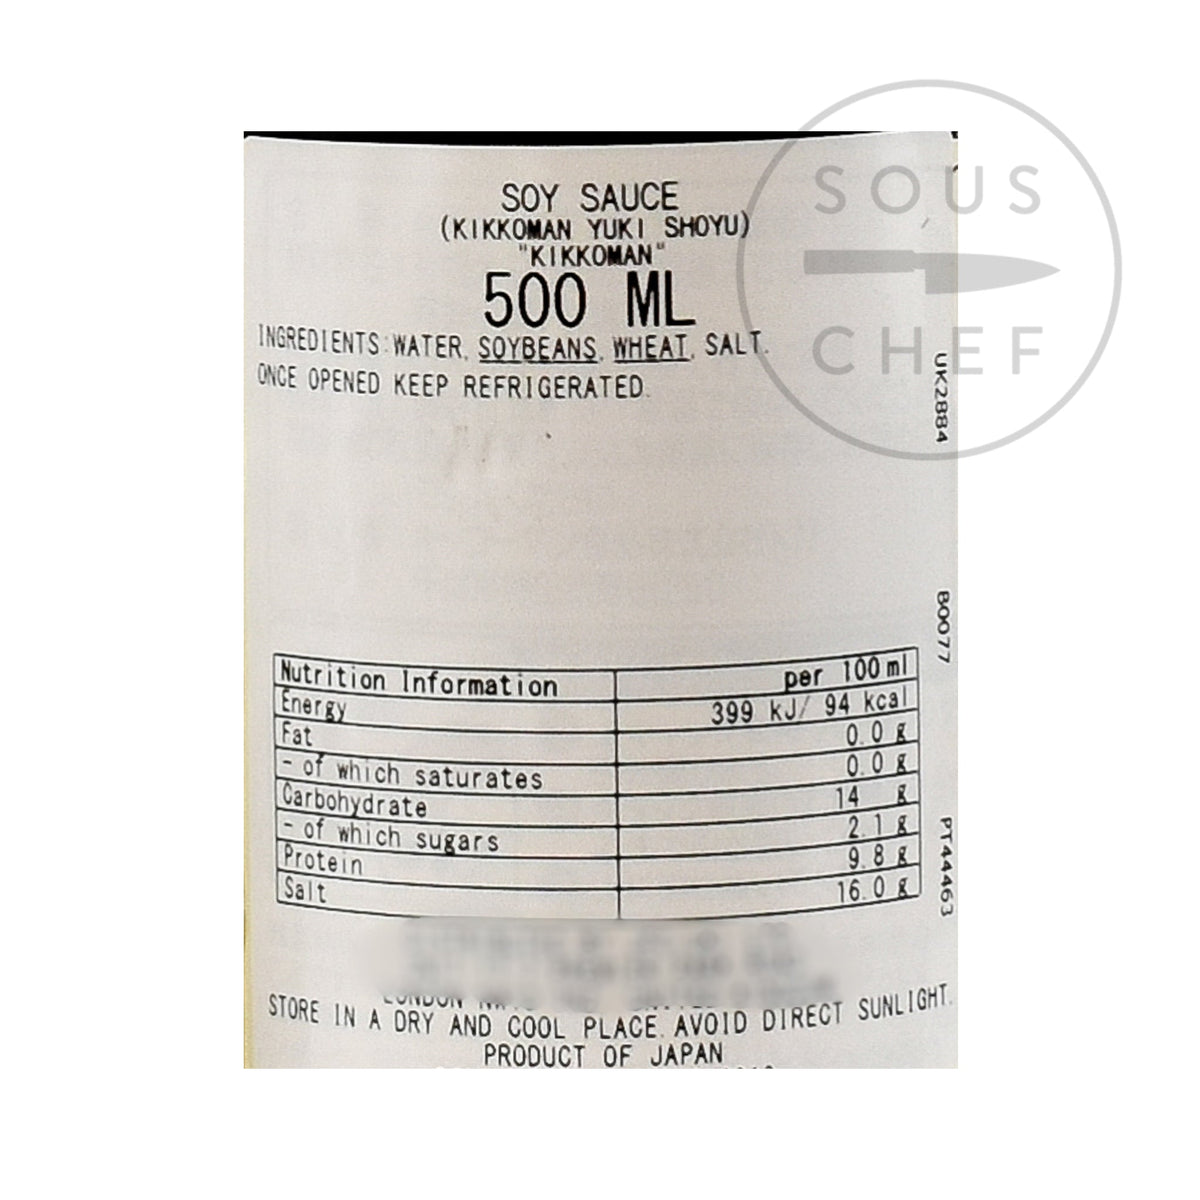 SOUS
CHEF
SOY SAUCE
(KIKKOMAN YUKI SHOYU)
"KIKKOMAN"
500 ML
INGREDIENTS:WATER, SOYBEANS, WHEAT, SALT.
ONCE OPENED KEEP REFRIGERATED.
UK2884
B0077
PT44463
Nutrition Information per 100ml
Energy 399 kJ/ 94 kcal
Fat 0.0 g
- of which saturates 0.0 g
Carbohydrate 14 g
- of which sugars 2.1 g
Protein 9.8 g
Salt 16.0 g
LONDON
STORE IN A DRY AND COOL PLACE. AVOID DIRECT SUNLIGHT.
PRODUCT OF JAPAN